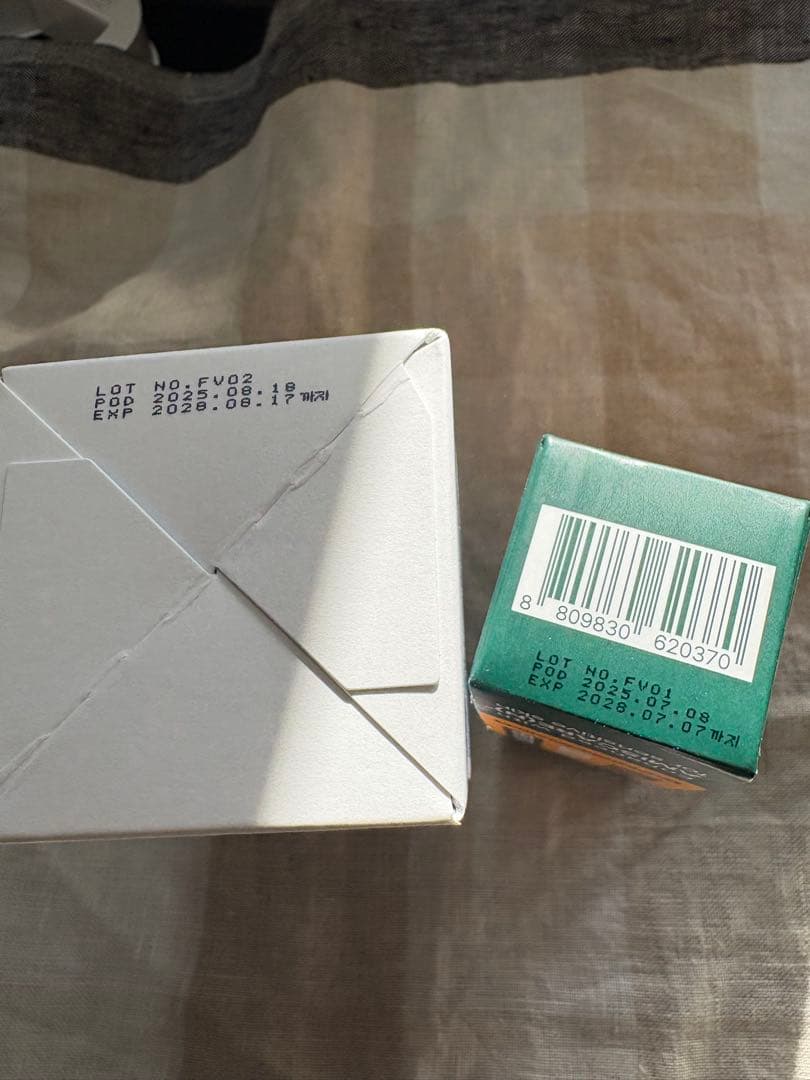 LOT NO.FV02
POD 2025.08.18
EXP 2028.08.17까지
8 809830 620370
LOT NO.FV01
POD 2025.07.08
EXP 2028.07.07까지